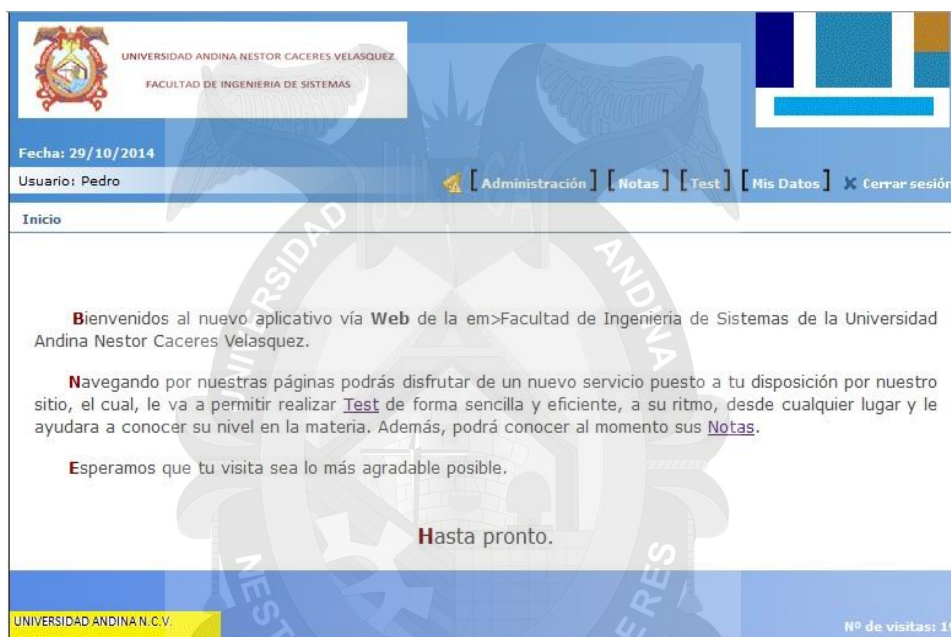 UNIVERSIDAD ANDINA NESTOR CACERES VELASQUEZ
FACULTAD DE INGENIERIA DE SISTEMAS
Fecha: 29/10/2014
Usuario: Pedro
[ Administración ] [ Notas ] [ Test ] [ Mis Datos ] X Cerrar sesión
Inicio
Bienvenidos al nuevo aplicativo vía Web de la em>Facultad de Ingenieria de Sistemas de la Universidad
Andina Nestor Caceres Velasquez.
Navegando por nuestras páginas podrás disfrutar de un nuevo servicio puesto a tu disposición por nuestro
sitio, el cual, le va a permitir realizar Test de forma sencilla y eficiente, a su ritmo, desde cualquier lugar y le
ayudara a conocer su nivel en la materia. Además, podrá conocer al momento sus Notas.
Esperamos que tu visita sea lo más agradable posible.
Hasta pronto.
UNIVERSIDAD ANDINA N.C.V.
Nº de visitas:
UNIVERSIDAD ANDINA